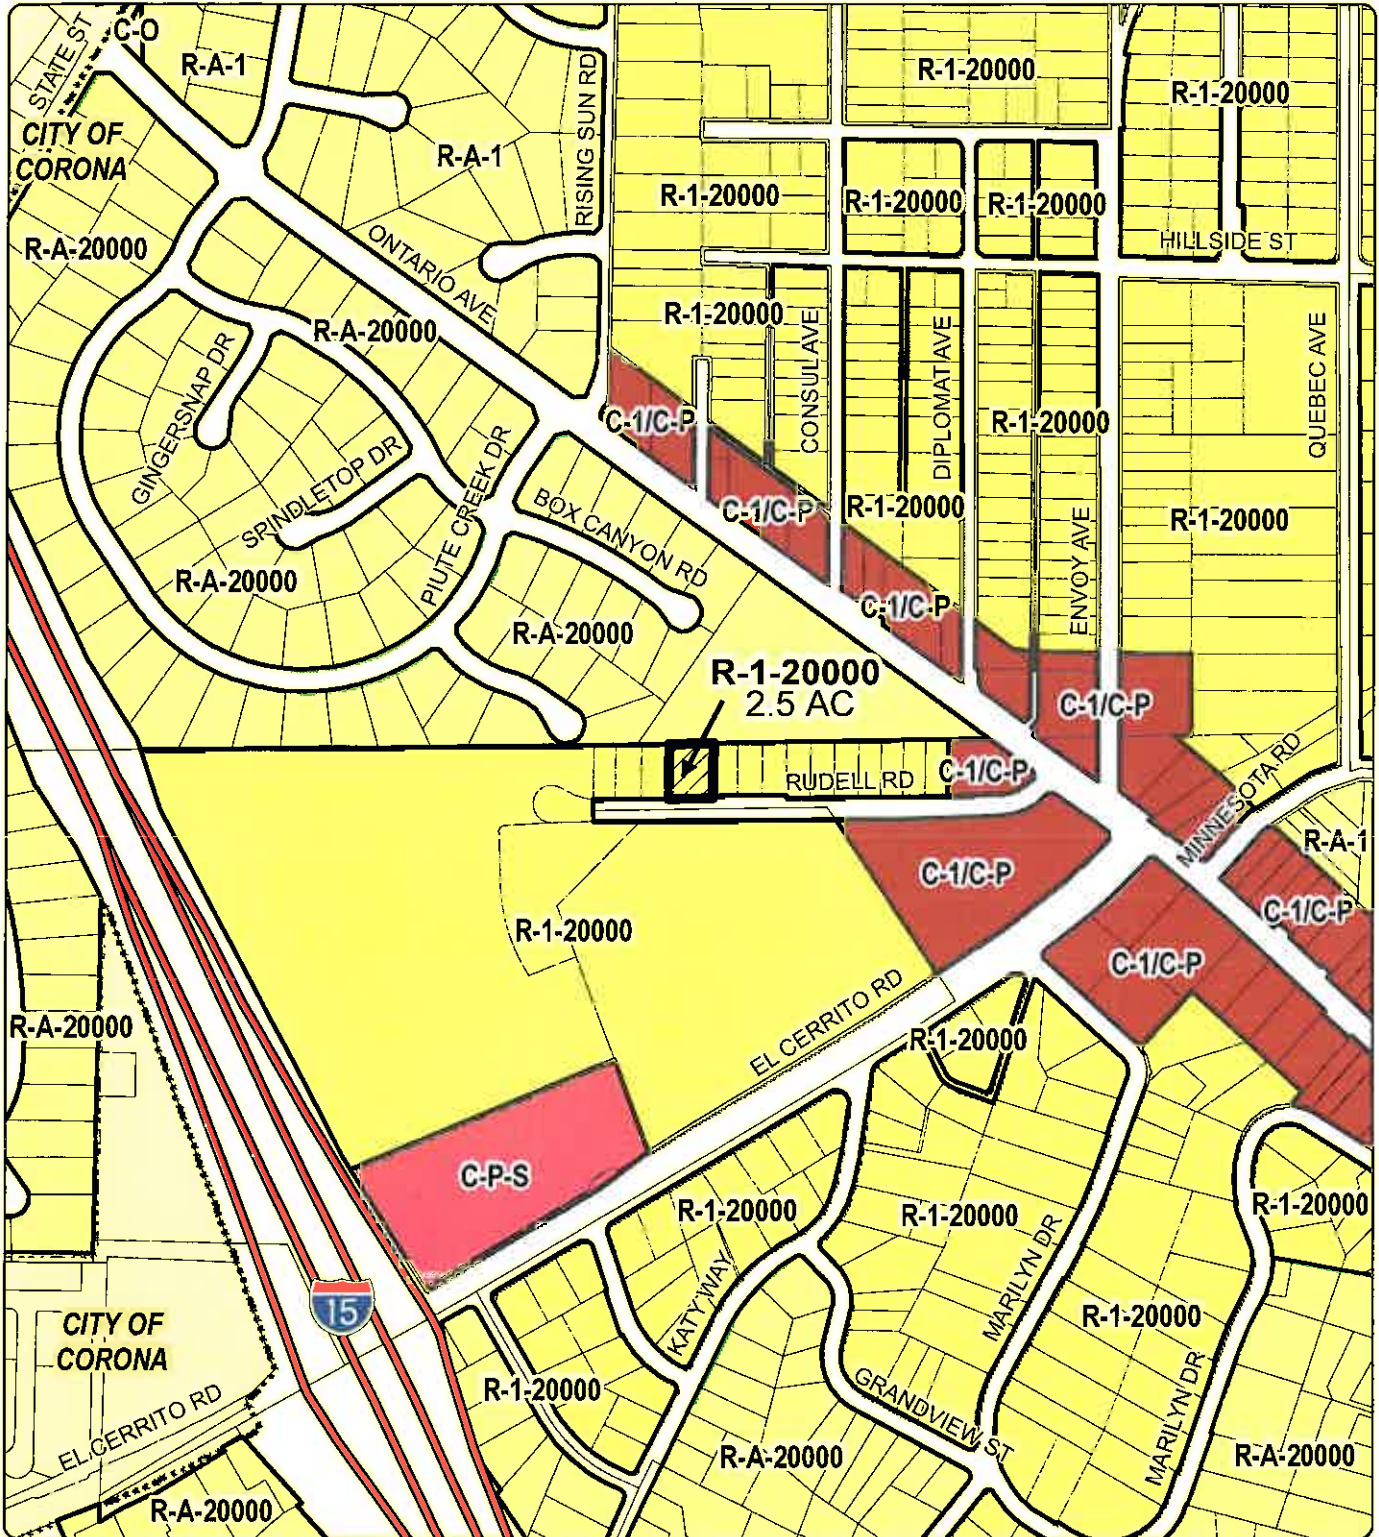 STATE ST
C-O
R-A-1
R-1-20000
R-1-20000
CITY OF
CORONA
R-A-1
RISING SUN RD
R-1-20000
R-1-20000
R-1-20000
R-A-20000
ONTARIO AVE
HILLSIDE ST
R-A-20000
R-1-20000
GINGERSNAP DR
CONSUL AVE
DIPLOMAT AVE
QUEBEC AVE
C-1/C-P
R-1-20000
SPINDLETOP DR
PIUTE CREEK DR
BOX CANYON RD
C-1/C-P
R-1-20000
R-1-20000
R-A-20000
ENVOY AVE
C-1/C-P
R-A-20000
R-1-20000
2.5 AC
C-1/C-P
RUDELL RD
C-1/C-P
MINNESOTA RD
R-A-1
C-1/C-P
C-1/C-P
R-1-20000
C-1/C-P
R-A-20000
EL CERRITO RD
R-1-20000
C-P-S
R-1-20000
R-1-20000
R-1-20000
KATY WAY
MARILYN DR
15
R-1-20000
CITY OF
CORONA
R-1-20000
GRANDVIEW ST
MARILYN DR
EL CERRITO RD
R-A-20000
R-A-20000
R-A-20000